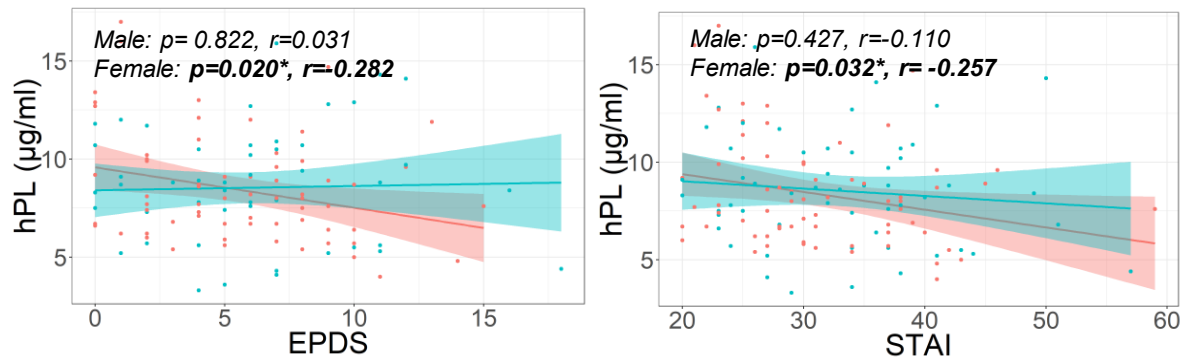 Male: p= 0.822, r=0.031
Female: p=0.020*, r=-0.282
hPL (µg/ml)
15
10
5
0
5
10
15
EPDS
Male: p=0.427, r=-0.110
Female: p=0.032*, r= -0.257
hPL (µg/ml)
15
10
5
20
30
40
50
60
STAI